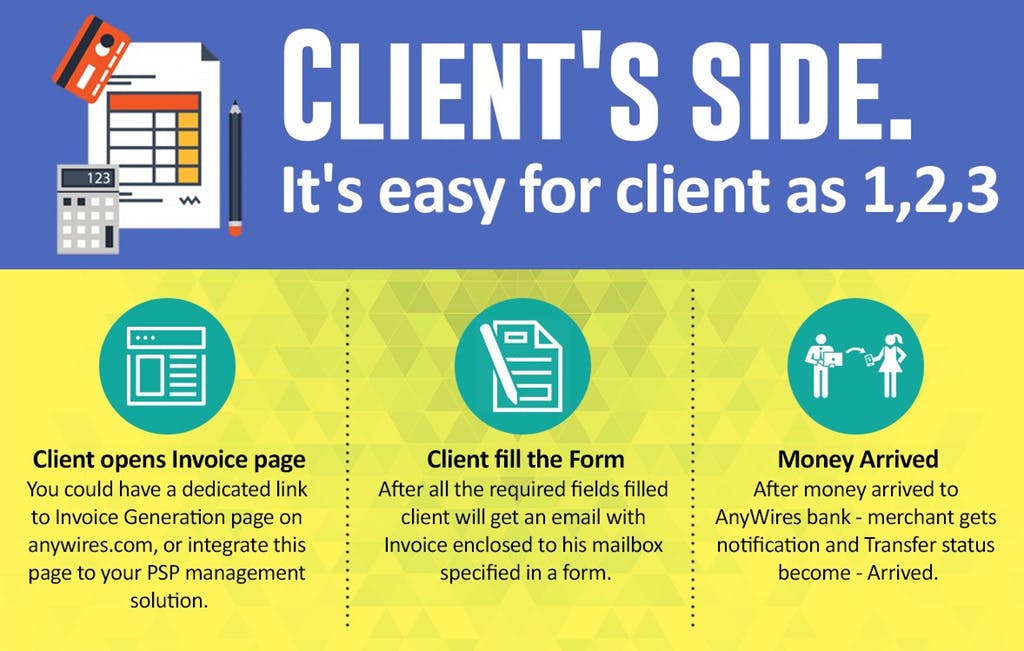 CLIENT'S SIDE.
It's easy for client as 1,2,3
123
Client opens Invoice page
You could have a dedicated link
to Invoice Generation page on
anywires.com, or integrate this
page to your PSP management
solution.
Client fill the Form
After all the required fields filled
client will get an email with
Invoice enclosed to his mailbox
specified in a form.
Money Arrived
After money arrived to
AnyWires bank - merchant gets
notification and Transfer status
become - Arrived.